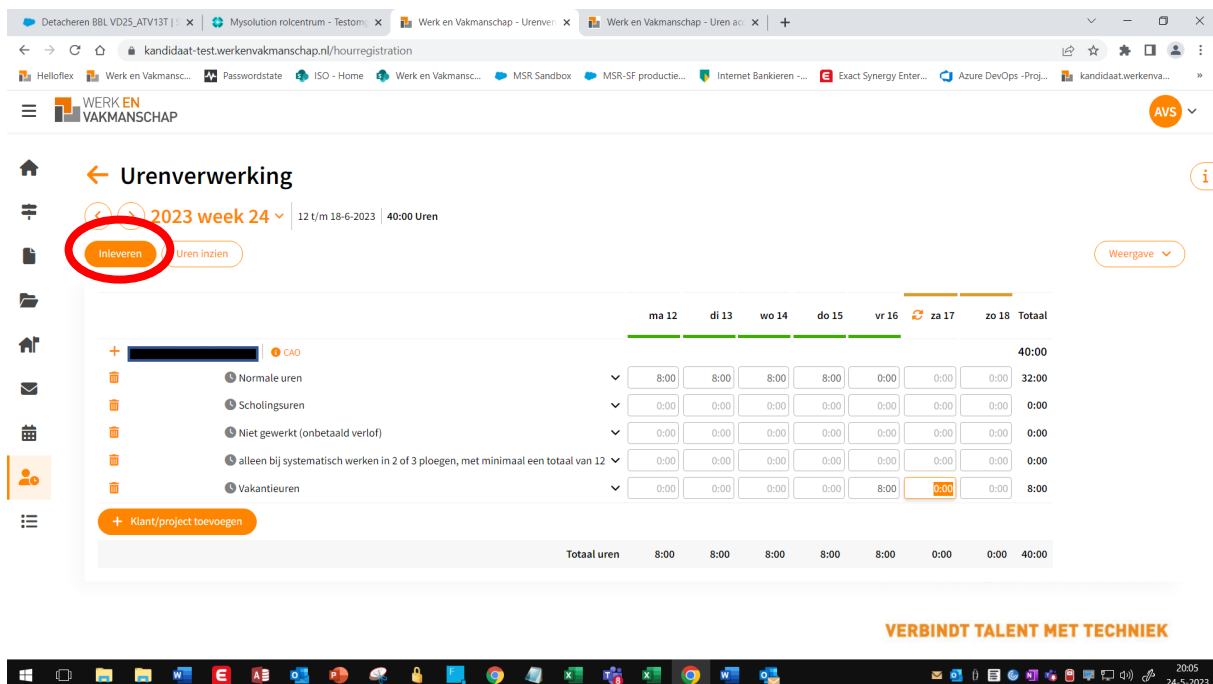 Detacheren BBL VD25_ATV13T | S
Mysolution rolcentrum - Testomg
Werk en Vakmanschap - Urenverw
Werk en Vakmanschap - Uren acc
kandidaat-test.werkenvakmanschap.nl/hourregistration
Helloflex
Werk en Vakmansc...
Passwordstate
ISO - Home
Werk en Vakmansc...
MSR Sandbox
MSR-SF productie...
Internet Bankieren -...
Exact Synergy Enter...
Azure DevOps -Proj...
kandidaat.werkenva...
»
WERK EN
VAKMANSCHAP
AVS
Urenverwerking
i
2023 week 24
12 t/m 18-6-2023
40:00 Uren
Inleveren
Uren inzien
Weergave
ma 12 di 13 wo 14 do 15 vr 16 za 17 zo 18 Totaal
+ CAO 40:00
Normale uren 8:00 8:00 8:00 8:00 0:00 0:00 0:00 32:00
Scholingsuren 0:00 0:00 0:00 0:00 0:00 0:00 0:00 0:00
Niet gewerkt (onbetaald verlof) 0:00 0:00 0:00 0:00 0:00 0:00 0:00 0:00
alleen bij systematisch werken in 2 of 3 ploegen, met minimaal een totaal van 12 0:00 0:00 0:00 0:00 0:00 0:00 0:00 0:00
Vakantieuren 0:00 0:00 0:00 0:00 8:00 0:00 0:00 8:00
+ Klant/project toevoegen
Totaal uren 8:00 8:00 8:00 8:00 8:00 0:00 0:00 40:00
VERBINDT TALENT MET TECHNIEK
20:05
24-5-2023